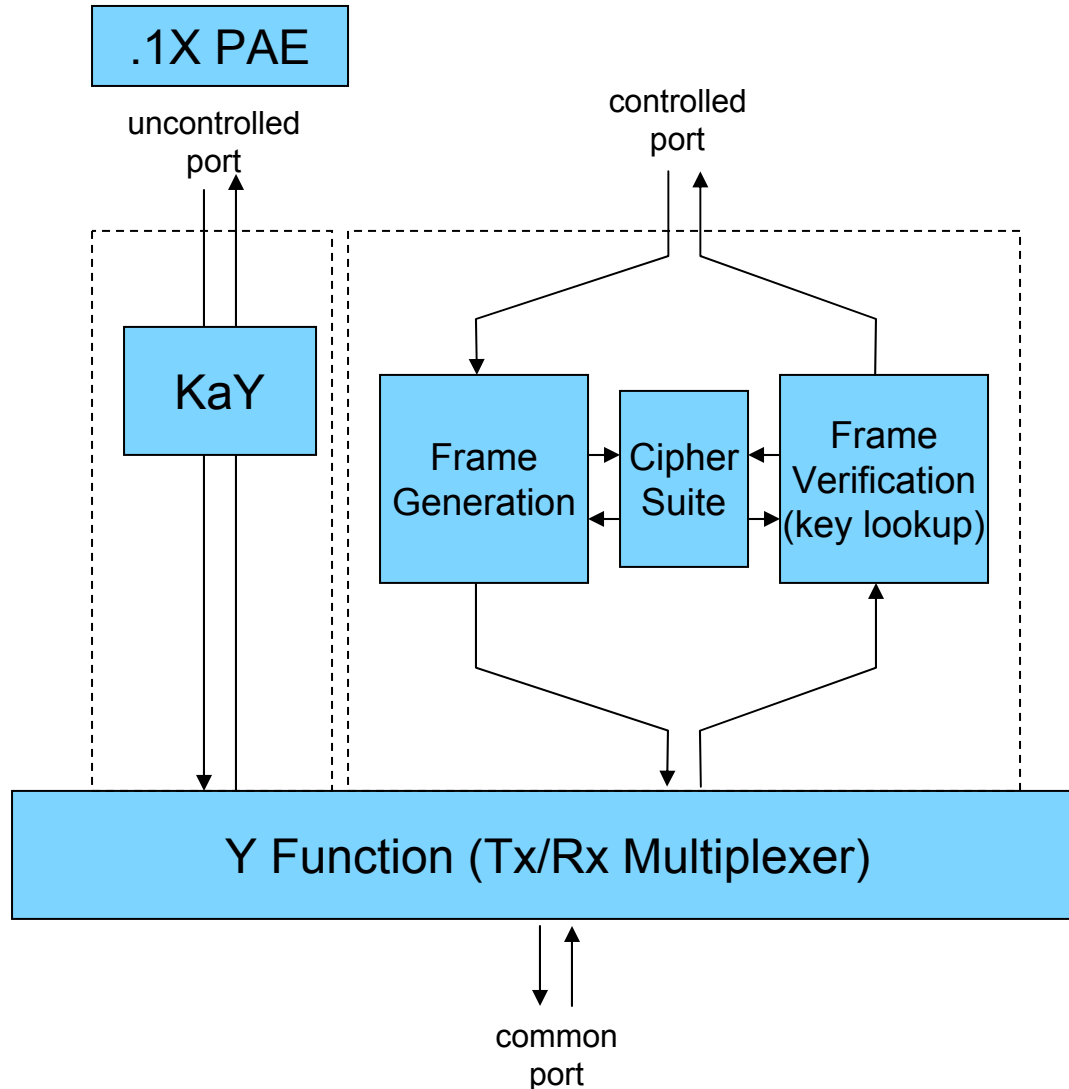 .1X PAE
uncontrolled
port
controlled
port
KaY
Frame
Generation
Cipher
Suite
Frame
Verification
(key lookup)
Y Function (Tx/Rx Multiplexer)
common
port